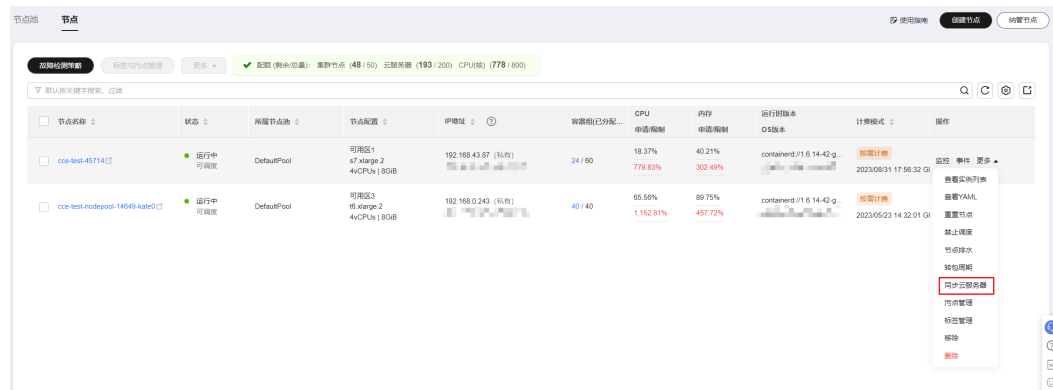 节点池 节点 使用指南 创建节点 纳管节点
故障检测策略 标签与污点管理 更多 配额 (剩余/总量): 集群节点 (48 / 50) 云服务器 (193 / 200) CPU(核) (778 / 800)
默认按关键字搜索、过滤
节点名称 状态 所属节点池 节点配置 IP地址 容器组(已分配... CPU 申请/限制 内存 申请/限制 运行时版本 OS版本 计费模式 操作
cce-test-45714 运行中 可调度 DefaultPool 可用区1 s7.xlarge.2 4vCPUs | 8GiB 192.168.43.87 (私有) 24 / 60 18.37% 778.83% 40.21% 302.49% containerd://1.6.14-42-g... 按需计费 2023/08/31 17:56:32 GI 监控 事件 更多
cce-test-nodepool-14649-kate0 运行中 可调度 DefaultPool 可用区3 t6.xlarge.2 4vCPUs | 8GiB 192.168.0.243 (私有) 40 / 40 65.56% 1,152.81% 89.75% 457.72% containerd://1.6.14-42-g... 按需计费 2023/05/23 14:32:01 GI
查看实例列表
查看YAML
重置节点
禁止调度
节点排水
转包周期
同步云服务器
污点管理
标签管理
移除
删除